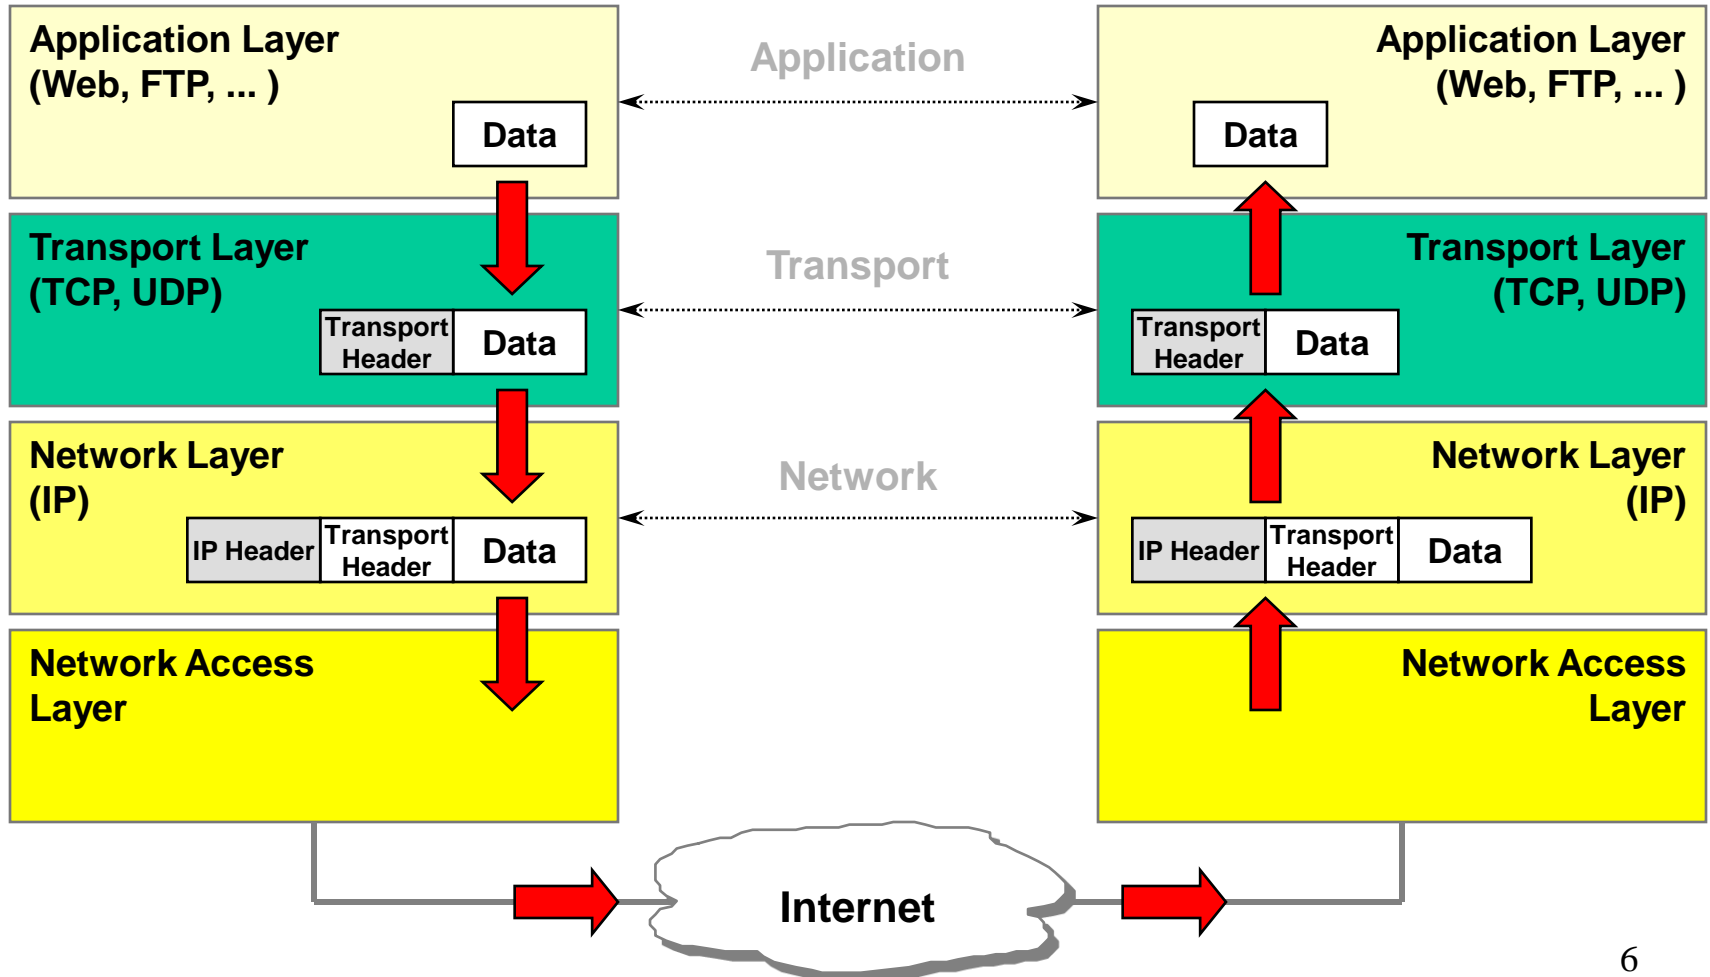 Application Layer
(Web, FTP, ... )
Data
Application
Application Layer
(Web, FTP, ... )
Data
Transport Layer
(TCP, UDP)
Transport
Header
Data
Transport
Transport Layer
(TCP, UDP)
Transport
Header
Data
Network Layer
(IP)
IP Header
Transport
Header
Data
Network
Network Layer
(IP)
IP Header
Transport
Header
Data
Network Access
Layer
Network Access
Layer
Internet
6